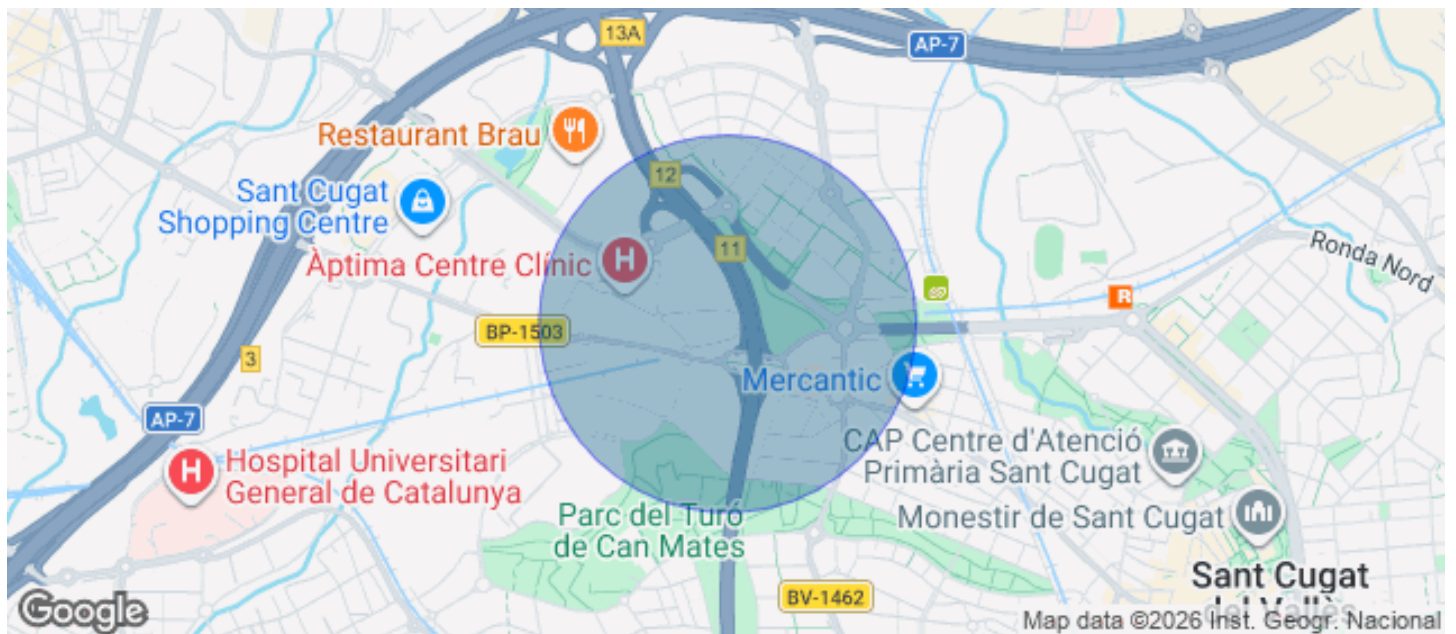 13A
AP-7
Restaurant Brau
12
Sant Cugat
Shopping Centre
11
Ronda Nord
Àptima Centre Clínic
R
BP-1503
3
Mercantic
AP-7
CAP Centre d'Atenció
Primària Sant Cugat
Hospital Universitari
General de Catalunya
Parc del Turó
de Can Mates
Monestir de Sant Cugat
Sant Cugat
del Vallès
BV-1462
Google
Map data ©2026 Inst. Geogr. Nacional